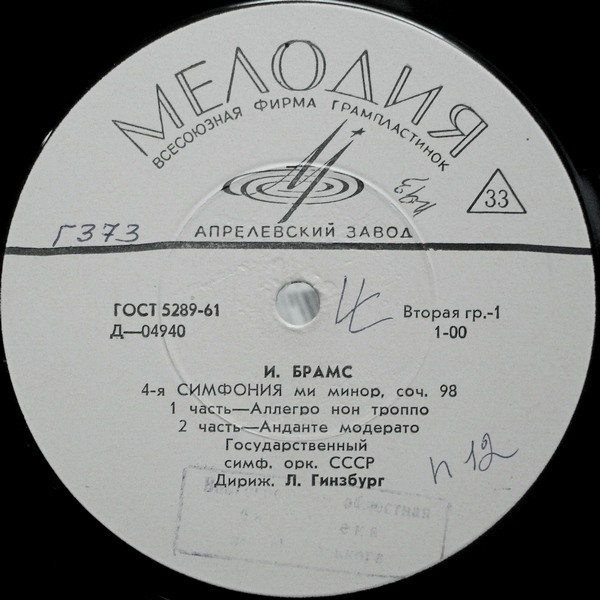 МЕЛОДИЯ
ВСЕСОЮЗНАЯ ФИРМА ГРАМПЛАСТИНОК
33
АПРЕЛЕВСКИЙ ЗАВОД
Г373
ГОСТ 5289-61
Вторая гр.-1
Д—04940
1-00
И. БРАМС
4-я СИМФОНИЯ ми минор, соч. 98
1 часть—Аллегро нон троппо
2 часть—Анданте модерато
Государственный
симф. орк. СССР
Дириж. Л. Гинзбург
п 12